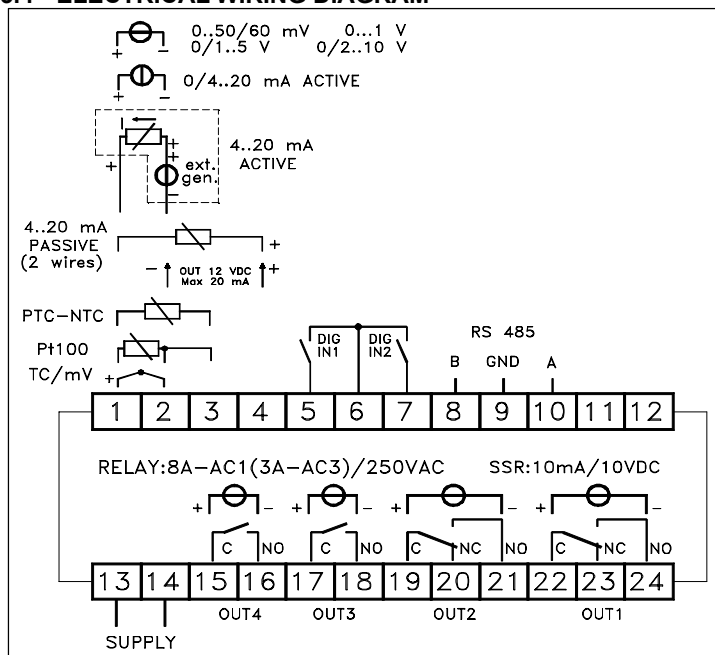 ELECTRICAL WIRING DIAGRAM
0..50/60 mV 0...1 V
+ - 0/1..5 V 0/2..10 V
0/4..20 mA ACTIVE
+ -
I
+
+
+ ext. gen. -
4..20 mA
ACTIVE
4..20 mA
PASSIVE
(2 wires)
- +
- OUT 12 VDC +
Max 20 mA
PTC-NTC
Pt100
TC/mV +
DIG
IN1
DIG
IN2
RS 485
B GND A
1 2 3 4 5 6 7 8 9 10 11 12
RELAY:8A-AC1(3A-AC3)/250VAC SSR:10mA/10VDC
+ - + - + - + -
C NO C NO C NC NO C NC NO
13 14 15 16 17 18 19 20 21 22 23 24
OUT4 OUT3 OUT2 OUT1
SUPPLY